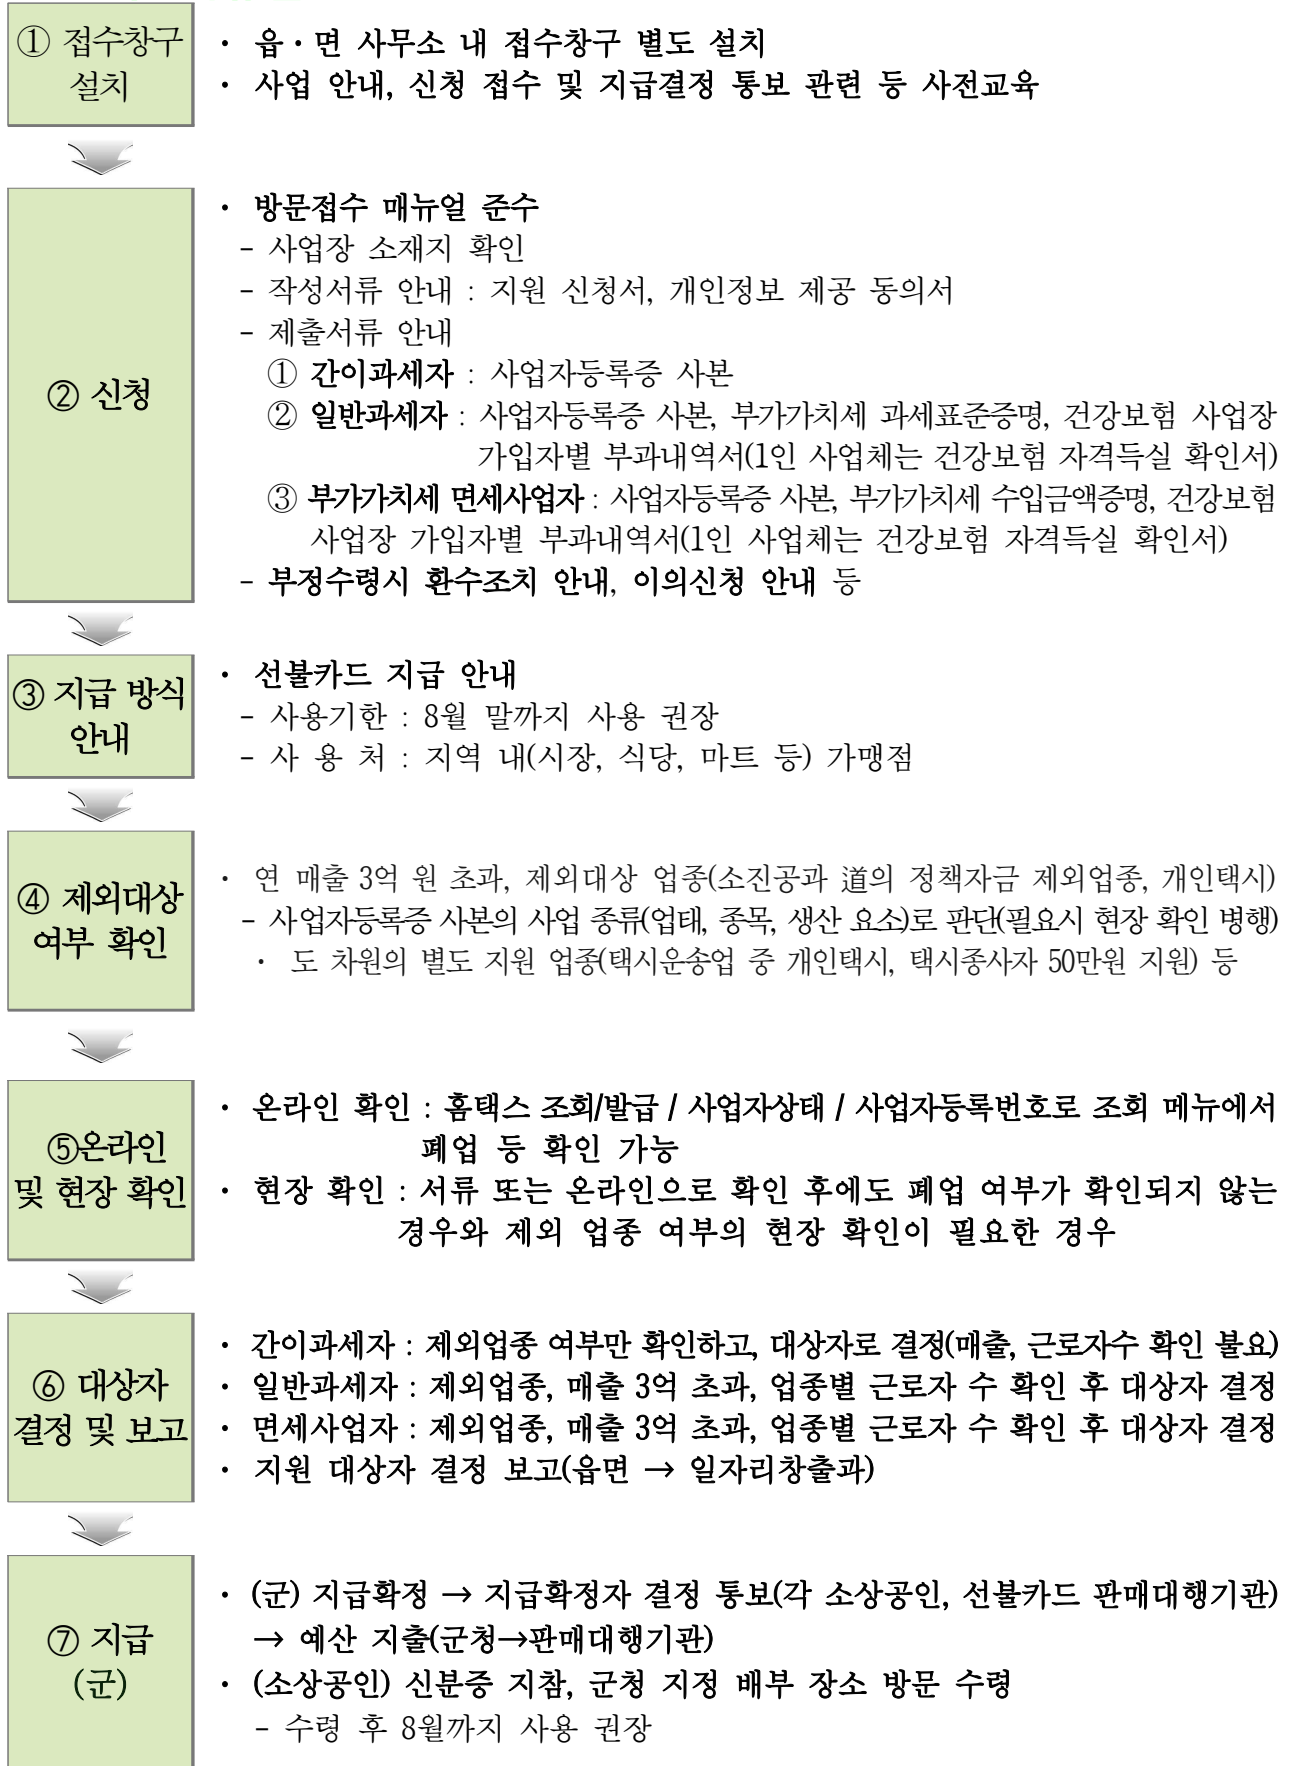 ① 접수창구
설치
· 읍·면 사무소 내 접수창구 별도 설치
· 사업 안내, 신청 접수 및 지급결정 통보 관련 등 사전교육
② 신청
· 방문접수 매뉴얼 준수
- 사업장 소재지 확인
- 작성서류 안내 : 지원 신청서, 개인정보 제공 동의서
- 제출서류 안내
① 간이과세자 : 사업자등록증 사본
② 일반과세자 : 사업자등록증 사본, 부가가치세 과세표준증명, 건강보험 사업장
가입자별 부과내역서(1인 사업체는 건강보험 자격득실 확인서)
③ 부가가치세 면세사업자 : 사업자등록증 사본, 부가가치세 수입금액증명, 건강보험
사업장 가입자별 부과내역서(1인 사업체는 건강보험 자격득실 확인서)
- 부정수령시 환수조치 안내, 이의신청 안내 등
③ 지급 방식
안내
· 선불카드 지급 안내
- 사용기한 : 8월 말까지 사용 권장
- 사 용 처 : 지역 내(시장, 식당, 마트 등) 가맹점
④ 제외대상
여부 확인
· 연 매출 3억 원 초과, 제외대상 업종(소진공과 道의 정책자금 제외업종, 개인택시)
- 사업자등록증 사본의 사업 종류(업태, 종목, 생산 요소)로 판단(필요시 현장 확인 병행)
· 도 차원의 별도 지원 업종(택시운송업 중 개인택시, 택시종사자 50만원 지원) 등
⑤온라인
및 현장 확인
· 온라인 확인 : 홈택스 조회/발급 / 사업자상태 / 사업자등록번호로 조회 메뉴에서
폐업 등 확인 가능
· 현장 확인 : 서류 또는 온라인으로 확인 후에도 폐업 여부가 확인되지 않는
경우와 제외 업종 여부의 현장 확인이 필요한 경우
⑥ 대상자
결정 및 보고
· 간이과세자 : 제외업종 여부만 확인하고, 대상자로 결정(매출, 근로자수 확인 불요)
· 일반과세자 : 제외업종, 매출 3억 초과, 업종별 근로자 수 확인 후 대상자 결정
· 면세사업자 : 제외업종, 매출 3억 초과, 업종별 근로자 수 확인 후 대상자 결정
· 지원 대상자 결정 보고(읍면 → 일자리창출과)
⑦ 지급
(군)
· (군) 지급확정 → 지급확정자 결정 통보(각 소상공인, 선불카드 판매대행기관)
→ 예산 지출(군청→판매대행기관)
· (소상공인) 신분증 지참, 군청 지정 배부 장소 방문 수령
- 수령 후 8월까지 사용 권장